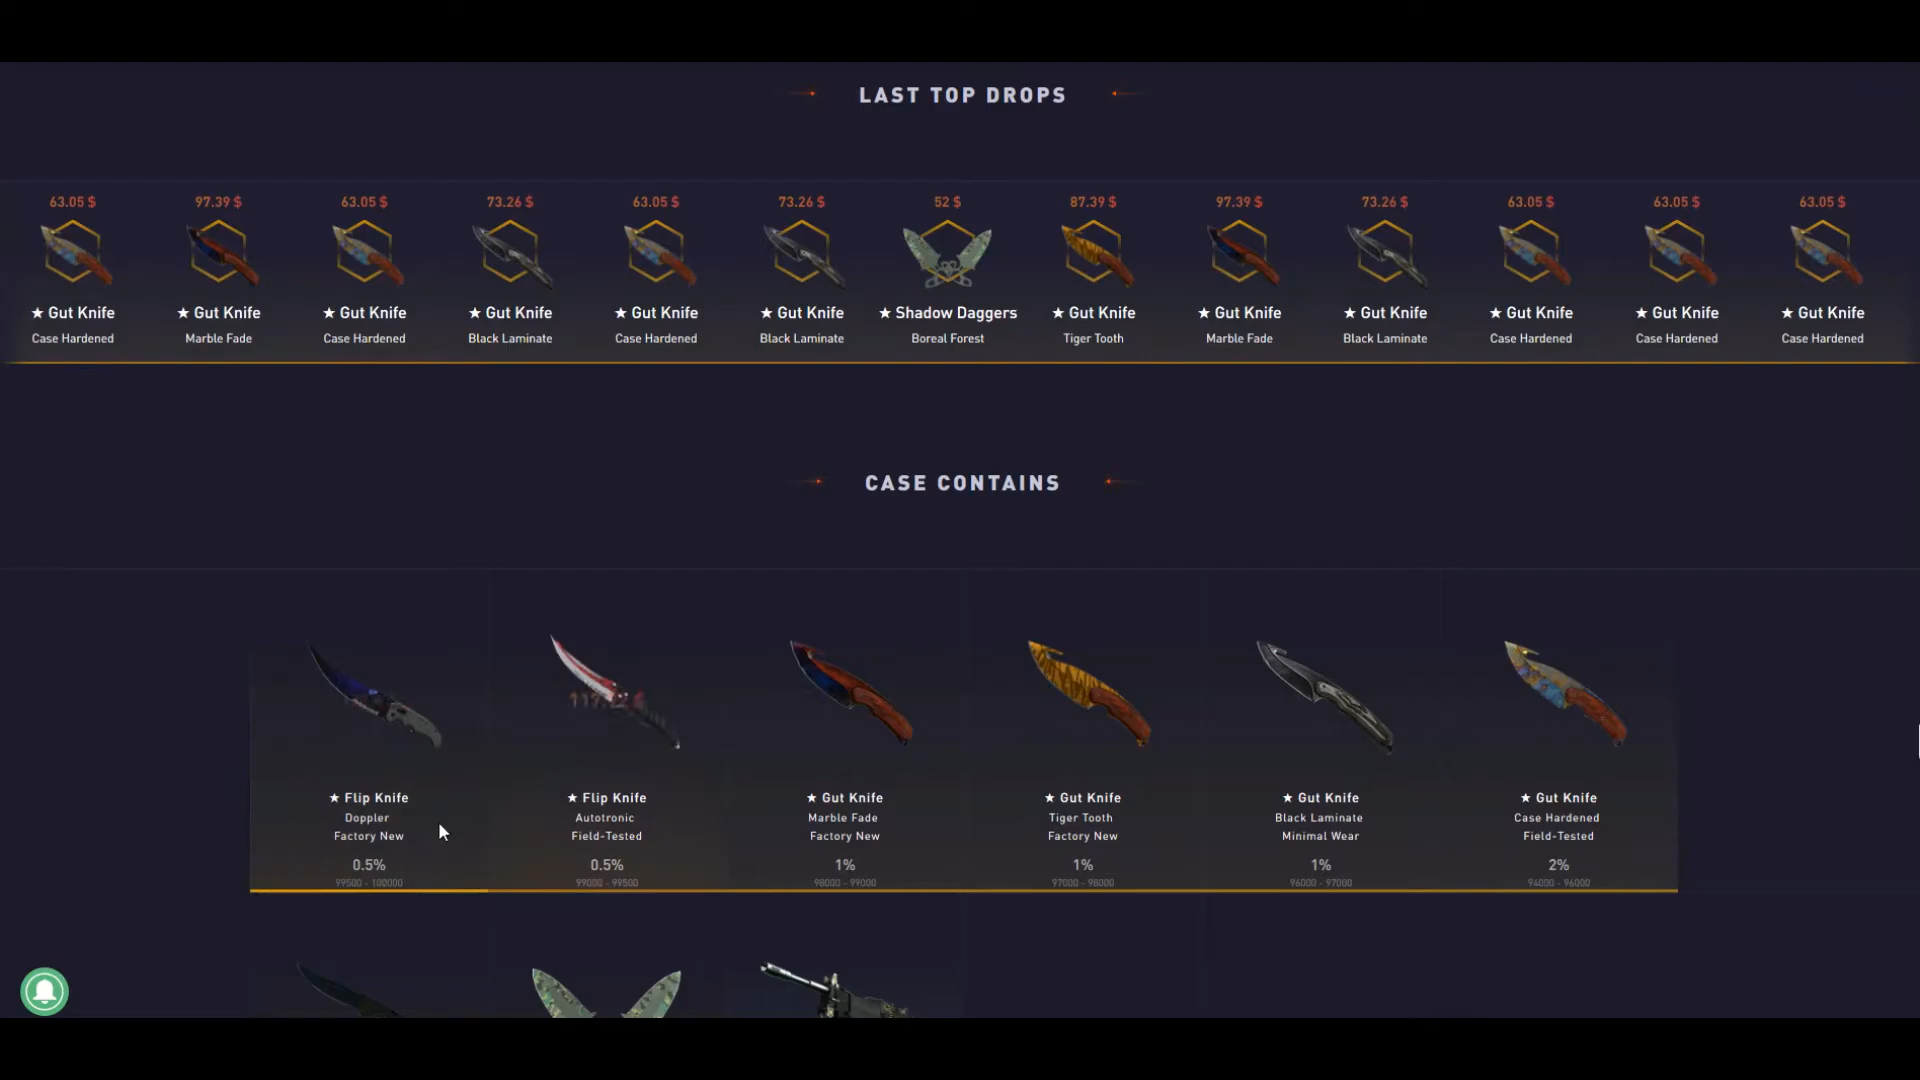 LAST TOP DROPS
63.05 $ 97.39 $ 63.05 $ 73.26 $ 63.05 $ 73.26 $ 52 $ 87.39 $ 97.39 $ 73.26 $ 63.05 $ 63.05 $ 63.05 $
★ Gut Knife ★ Gut Knife ★ Gut Knife ★ Gut Knife ★ Gut Knife ★ Gut Knife ★ Shadow Daggers ★ Gut Knife ★ Gut Knife ★ Gut Knife ★ Gut Knife ★ Gut Knife ★ Gut Knife
Case Hardened Marble Fade Case Hardened Black Laminate Case Hardened Black Laminate Boreal Forest Tiger Tooth Marble Fade Black Laminate Case Hardened Case Hardened Case Hardened
CASE CONTAINS
★ Flip Knife ★ Flip Knife ★ Gut Knife ★ Gut Knife ★ Gut Knife ★ Gut Knife
Doppler Autotronic Marble Fade Tiger Tooth Black Laminate Case Hardened
Factory New Field-Tested Factory New Factory New Minimal Wear Field-Tested
0.5% 0.5% 1% 1% 1% 2%
99500 - 100000 99000 - 99500 98000 - 99000 97000 - 98000 96000 - 97000 94000 - 96000